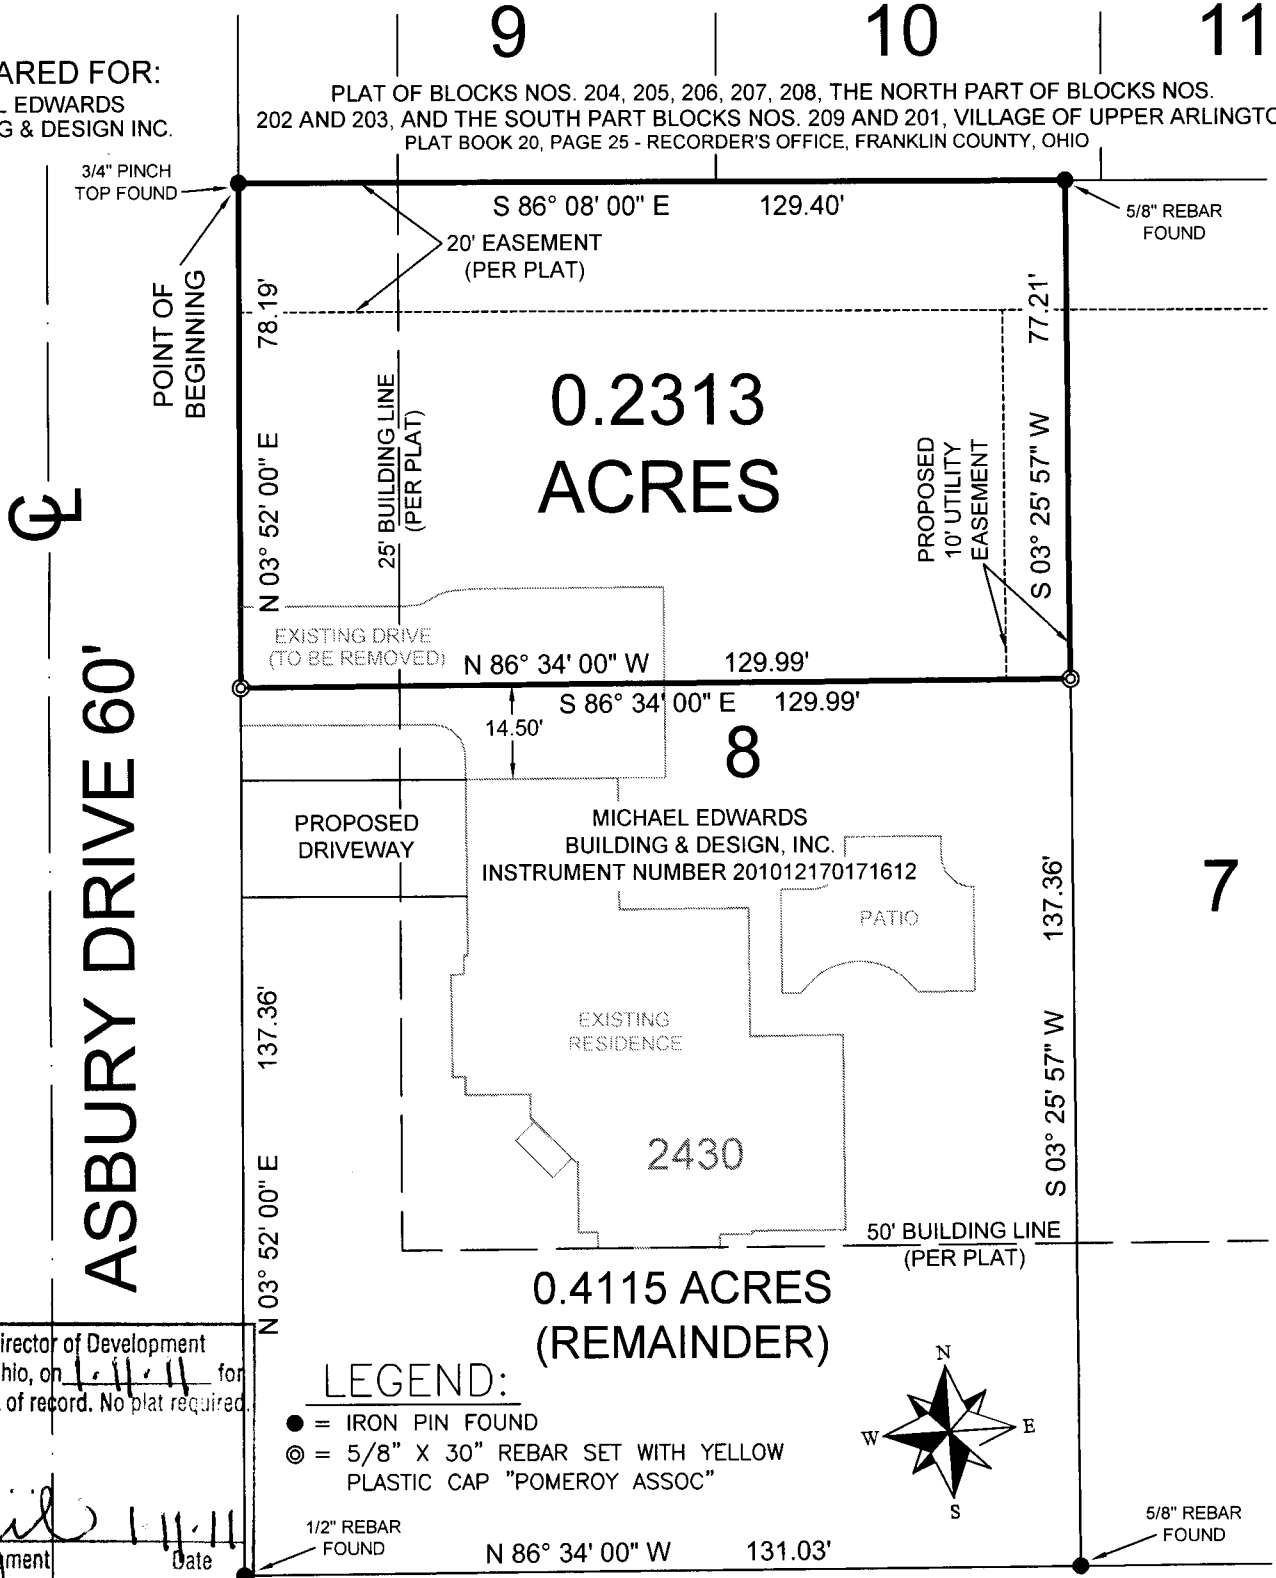 9
10
11
ARED FOR:
L EDWARDS
G & DESIGN INC.
PLAT OF BLOCKS NOS. 204, 205, 206, 207, 208, THE NORTH PART OF BLOCKS NOS.
202 AND 203, AND THE SOUTH PART BLOCKS NOS. 209 AND 201, VILLAGE OF UPPER ARLINGTO
PLAT BOOK 20, PAGE 25 - RECORDER'S OFFICE, FRANKLIN COUNTY, OHIO
3/4" PINCH
TOP FOUND
S 86° 08' 00" E 129.40'
5/8" REBAR
FOUND
20' EASEMENT
(PER PLAT)
POINT OF
BEGINNING
78.19'
N 03° 52' 00" E
25' BUILDING LINE
(PER PLAT)
0.2313
ACRES
PROPOSED
10' UTILITY
EASEMENT
77.21'
S 03° 25' 57" W
CL
EXISTING DRIVE
(TO BE REMOVED)
N 86° 34' 00" W 129.99'
S 86° 34' 00" E 129.99'
14.50'
8
ASBURY DRIVE 60'
PROPOSED
DRIVEWAY
MICHAEL EDWARDS
BUILDING & DESIGN, INC.
INSTRUMENT NUMBER 201012170171612
PATIO
7
137.36'
S 03° 25' 57" W
137.36'
N 03° 52' 00" E
EXISTING
RESIDENCE
2430
50' BUILDING LINE
(PER PLAT)
0.4115 ACRES
(REMAINDER)
irector of Development
hio, on 1.11.11 for
of record. No plat required.
ment Date
1.11.11
LEGEND:
= IRON PIN FOUND
= 5/8" X 30" REBAR SET WITH YELLOW
PLASTIC CAP "POMEROY ASSOC"
N
W
E
S
1/2" REBAR
FOUND
N 86° 34' 00" W 131.03'
5/8" REBAR
FOUND